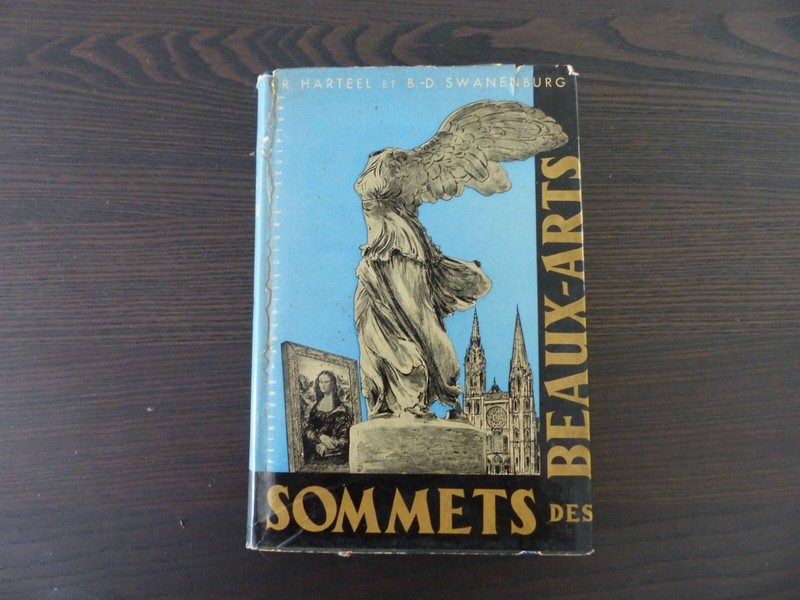 R. HARTEEL ET B.-D. SWANENBURG
SOMMETS DES
BEAUX-ARTS